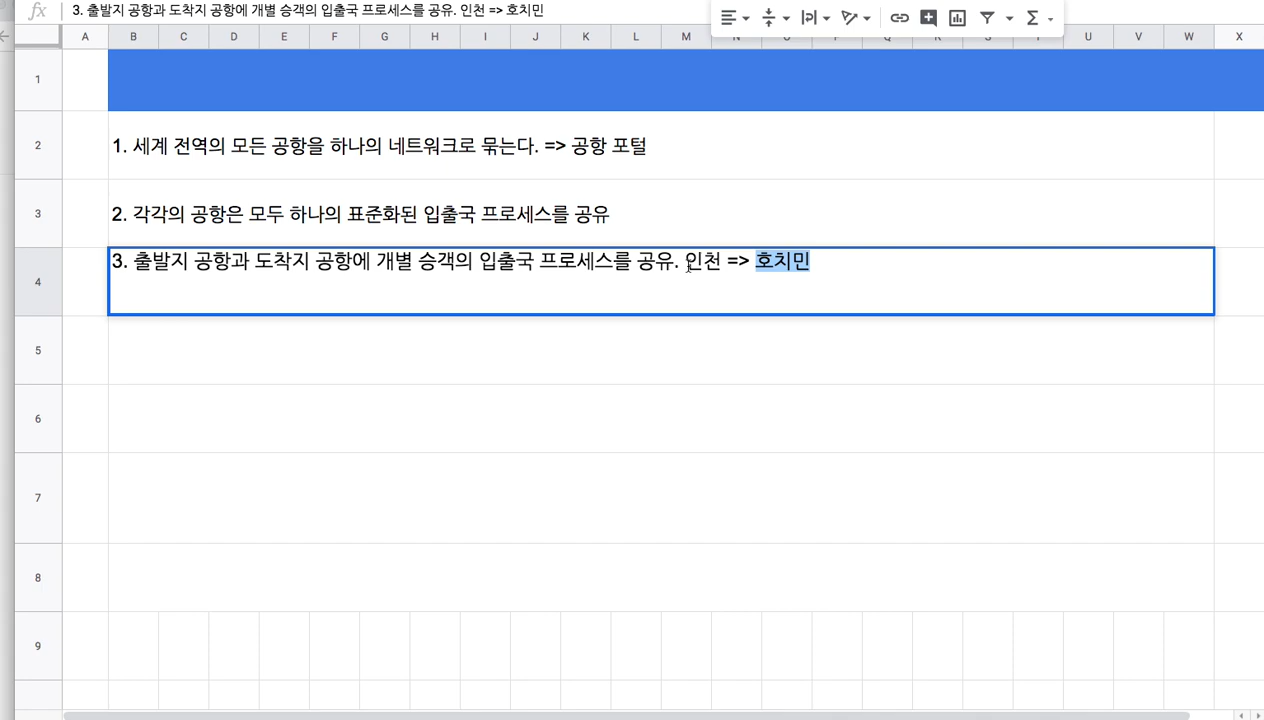 fx 3. 출발지 공항과 도착지 공항에 개별 승객의 입출국 프로세스를 공유. 인천 => 호치민
A B C D E F G H I J K L M N O P Q R S T U V W X
1
2 1. 세계 전역의 모든 공항을 하나의 네트워크로 묶는다. => 공항 포털
3 2. 각각의 공항은 모두 하나의 표준화된 입출국 프로세스를 공유
4 3. 출발지 공항과 도착지 공항에 개별 승객의 입출국 프로세스를 공유. 인천 => 호치민
5
6
7
8
9